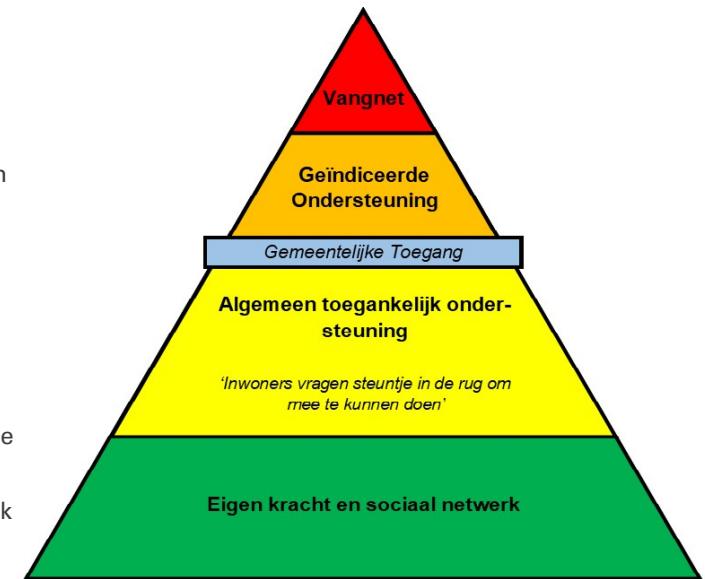 Vangnet
n
Geïndiceerde
Ondersteuning
Gemeentelijke Toegang
Algemeen toegankelijk onder-
steuning
‘Inwoners vragen steuntje in de rug om
mee te kunnen doen’
e
k
Eigen kracht en sociaal netwerk